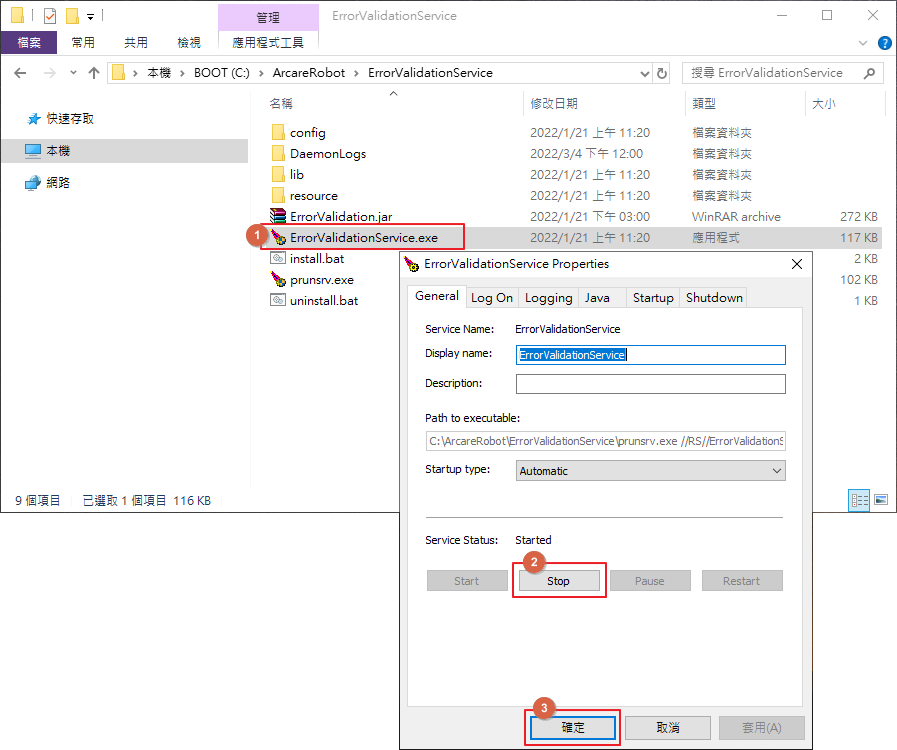 管理
ErrorValidationService
檔案
常用
共用
檢視
應用程式工具
本機 > BOOT (C:) > ArcareRobot > ErrorValidationService
搜尋 ErrorValidationService
快速存取
本機
網路
名稱
修改日期
類型
大小
config
2022/1/21 上午 11:20
檔案資料夾
DaemonLogs
2022/3/4 下午 12:00
檔案資料夾
lib
2022/1/21 上午 11:20
檔案資料夾
resource
2022/1/21 上午 11:20
檔案資料夾
ErrorValidation.jar
2022/1/21 下午 03:00
WinRAR archive
272 KB
1
ErrorValidationService.exe
2022/1/21 上午 11:20
應用程式
117 KB
install.bat
2 KB
prunsrv.exe
102 KB
uninstall.bat
1 KB
9 個項目
已選取 1 個項目 116 KB
ErrorValidationService Properties
General
Log On
Logging
Java
Startup
Shutdown
Service Name:
ErrorValidationService
Display name:
ErrorValidationService
Description:
Path to executable:
C:\ArcareRobot\ErrorValidationService\prunsrv.exe //RS//ErrorValidationS
Startup type:
Automatic
Service Status:
Started
2
Start
Stop
Pause
Restart
3
確定
取消
套用(A)